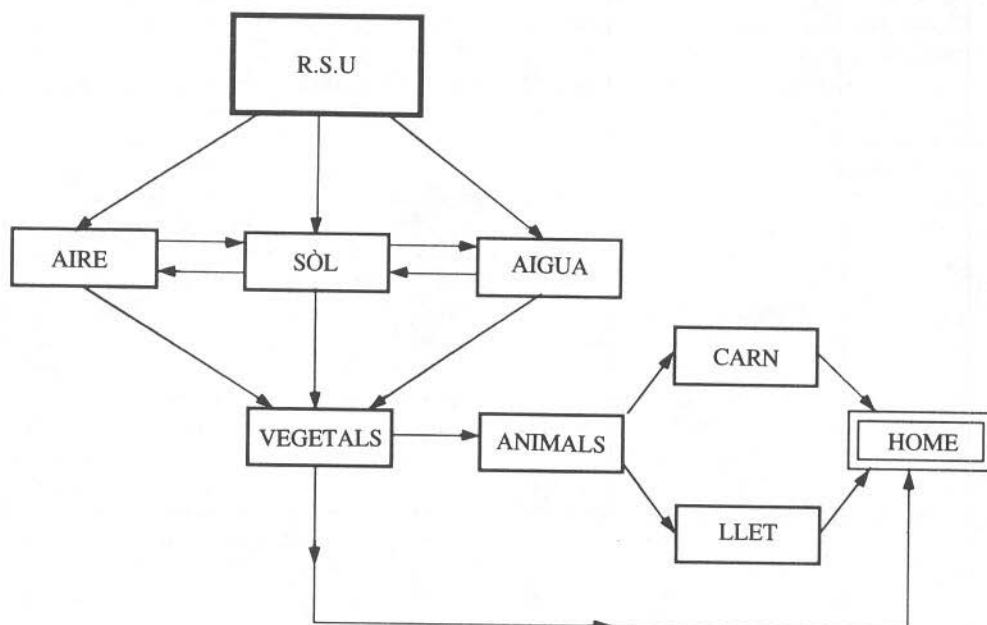 R.S.U
AIRE
SÒL
AIGUA
CARN
VEGETALS
ANIMALS
HOME
LLET